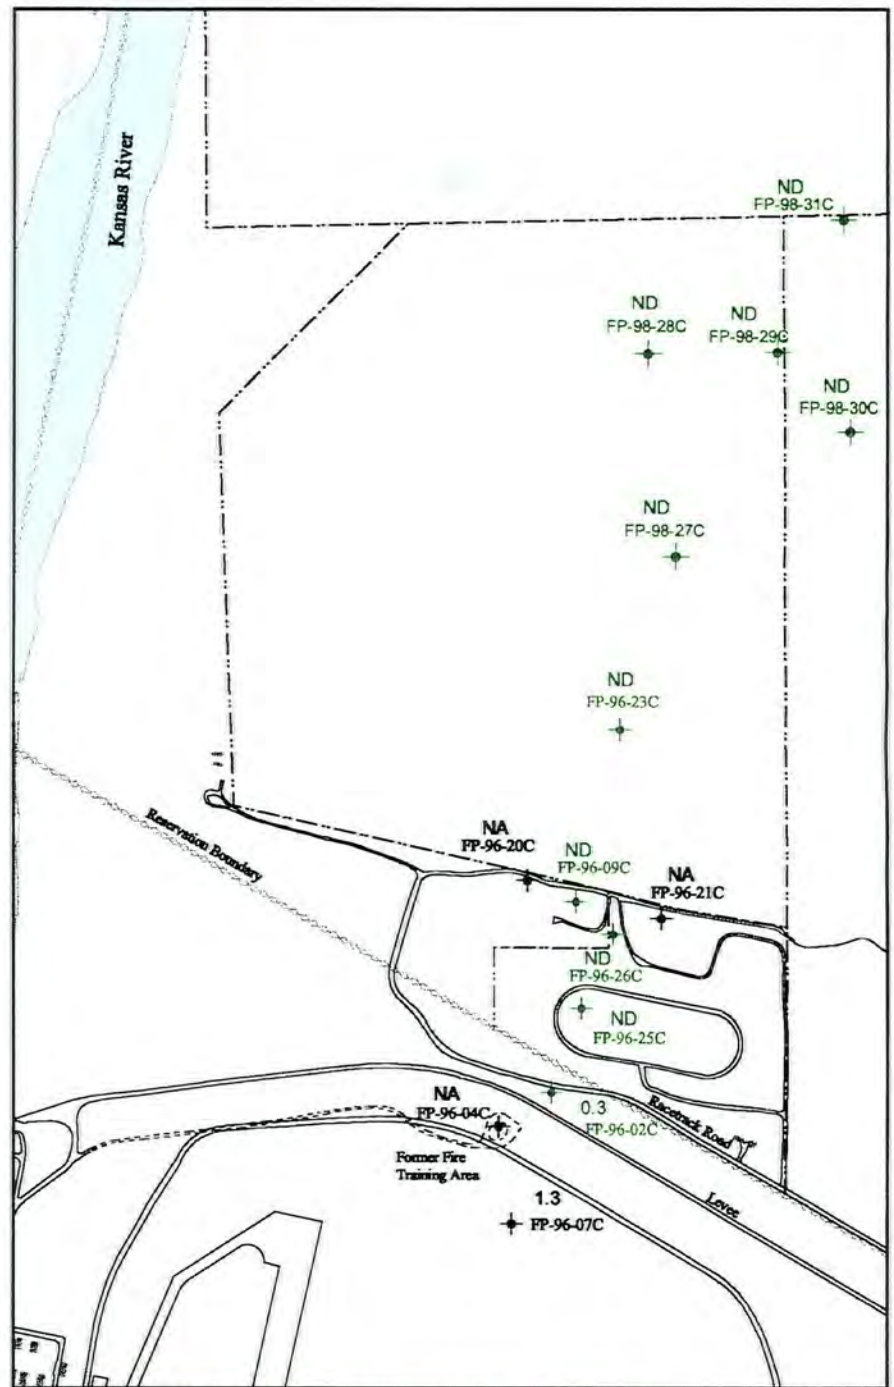 Kansas River
ND
FP-98-31C
ND
FP-98-28C
ND
FP-98-29C
ND
FP-98-30C
ND
FP-98-27C
ND
FP-96-23C
Reservation Boundary
NA
FP-96-20C
ND
FP-96-09C
NA
FP-96-21C
ND
FP-96-26C
ND
FP-96-25C
NA
FP-96-04C
0.3
FP-96-02C
Racetrack Road
Former Fire
Training Area
Levee
1.3
FP-96-07C